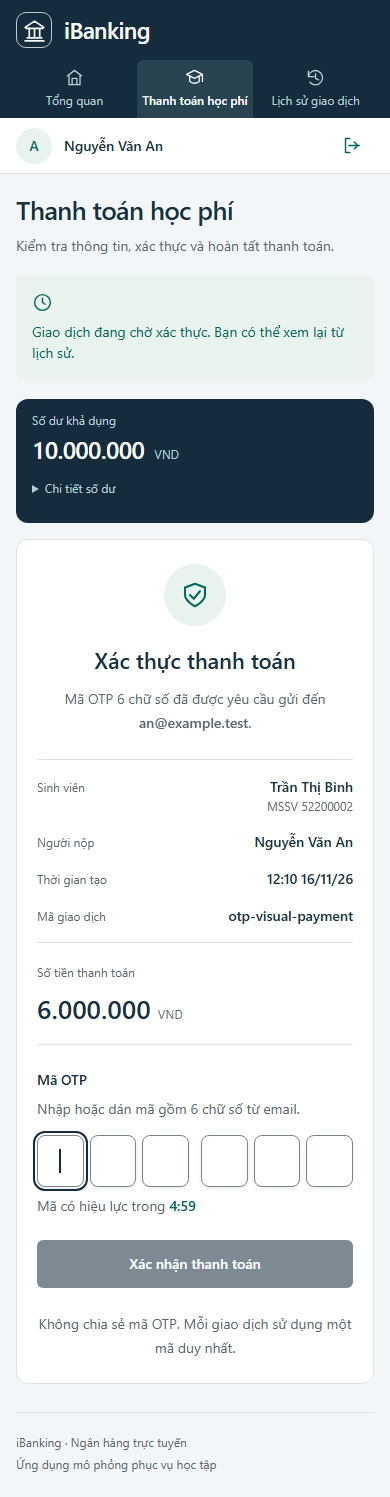 iBanking
Tổng quan
Thanh toán học phí
Lịch sử giao dịch
A
Nguyễn Văn An
Thanh toán học phí
Kiểm tra thông tin, xác thực và hoàn tất thanh toán.
Giao dịch đang chờ xác thực. Bạn có thể xem lại từ
lịch sử.
Số dư khả dụng
10.000.000 VND
Chi tiết số dư
Xác thực thanh toán
Mã OTP 6 chữ số đã được yêu cầu gửi đến
an@example.test.
Sinh viên
Trần Thị Bình
MSSV 52200002
Người nộp
Nguyễn Văn An
Thời gian tạo
12:10 16/11/26
Mã giao dịch
otp-visual-payment
Số tiền thanh toán
6.000.000 VND
Mã OTP
Nhập hoặc dán mã gồm 6 chữ số từ email.
Mã có hiệu lực trong 4:59
Xác nhận thanh toán
Không chia sẻ mã OTP. Mỗi giao dịch sử dụng một
mã duy nhất.
iBanking · Ngân hàng trực tuyến
Ứng dụng mô phỏng phục vụ học tập